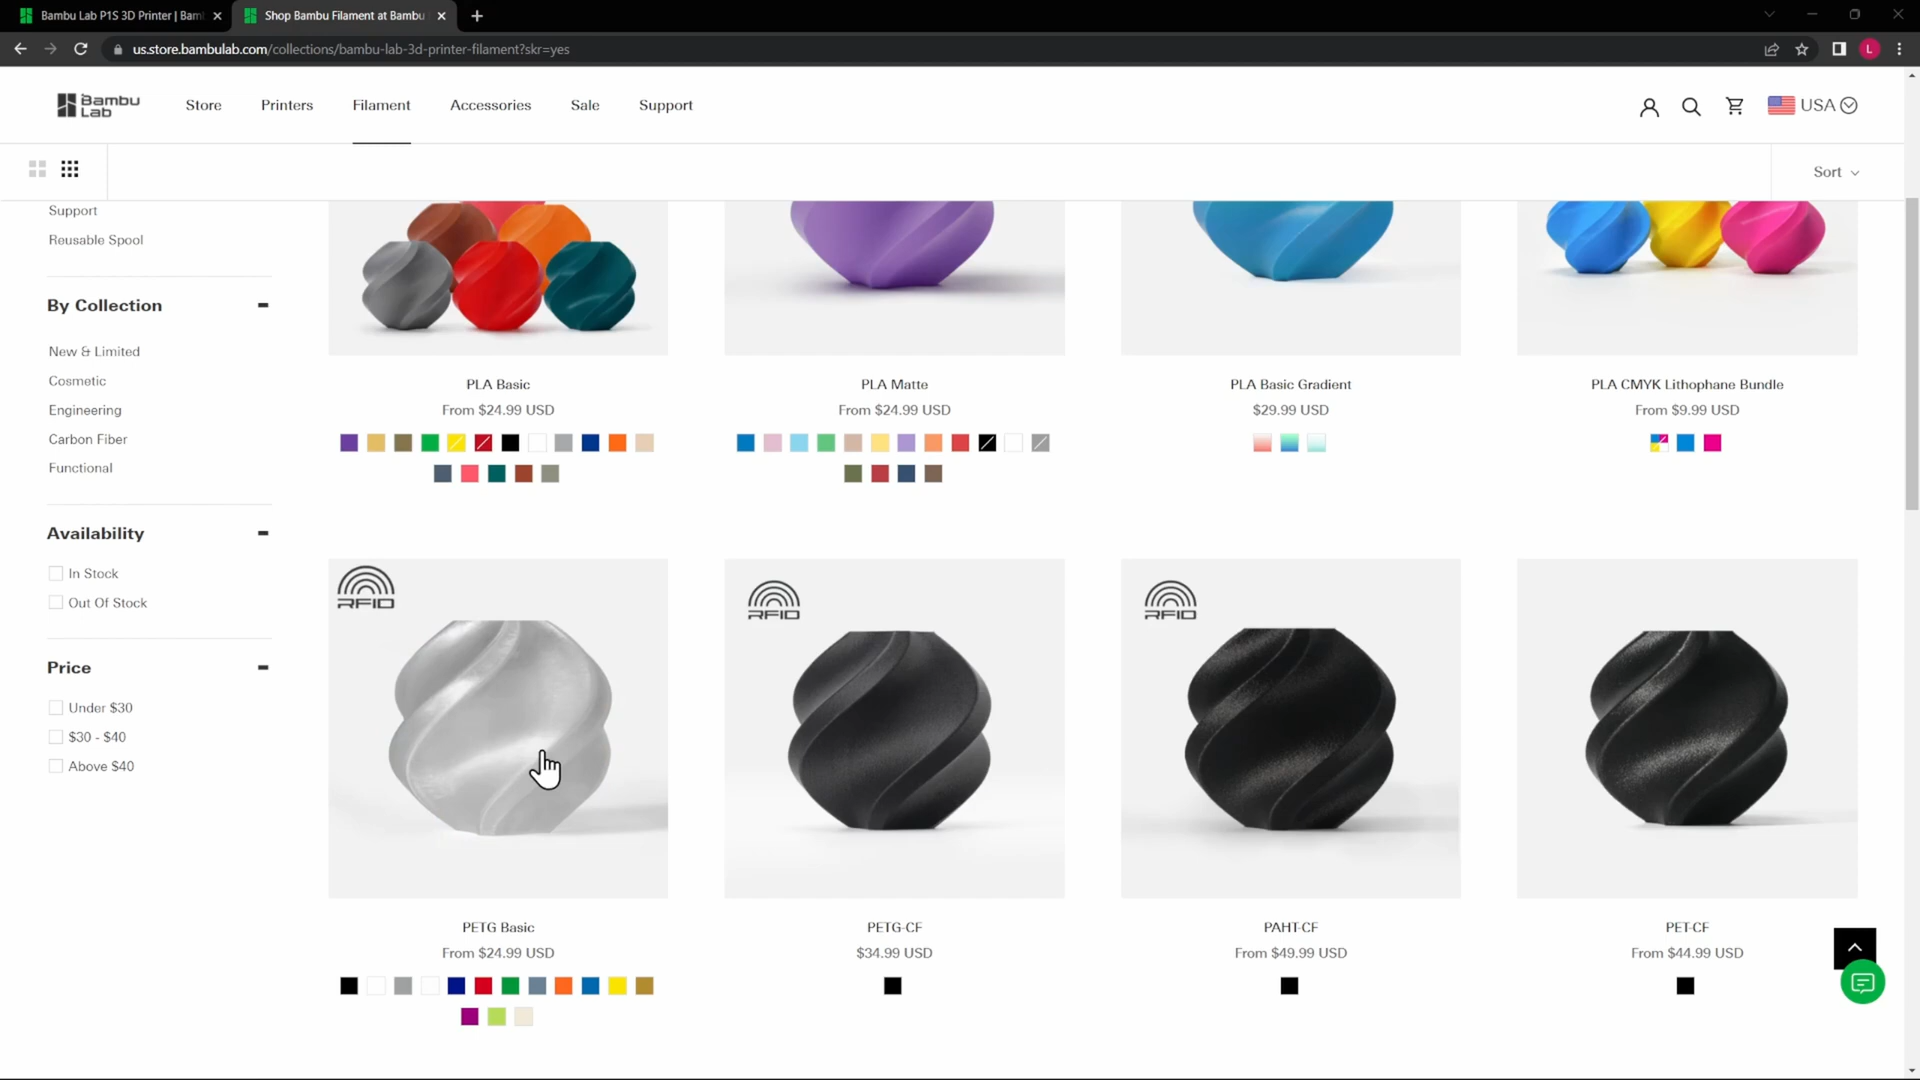 Bambu Lab P1S 3D Printer | Bam
Shop Bambu Filament at Bambu
us.store.bambulab.com/collections/bambu-lab-3d-printer-filament?skr=yes
L
Bambu
Lab
Store
Printers
Filament
Accessories
Sale
Support
USA
Sort
Support
Reusable Spool
By Collection
New & Limited
Cosmetic
Engineering
Carbon Fiber
Functional
Availability
In Stock
Out Of Stock
Price
Under $30
$30 - $40
Above $40
PLA Basic
From $24.99 USD
PLA Matte
From $24.99 USD
PLA Basic Gradient
$29.99 USD
PLA CMYK Lithophane Bundle
From $9.99 USD
RFID
RFID
RFID
PETG Basic
From $24.99 USD
PETG-CF
$34.99 USD
PAHT-CF
From $49.99 USD
PET-CF
From $44.99 USD